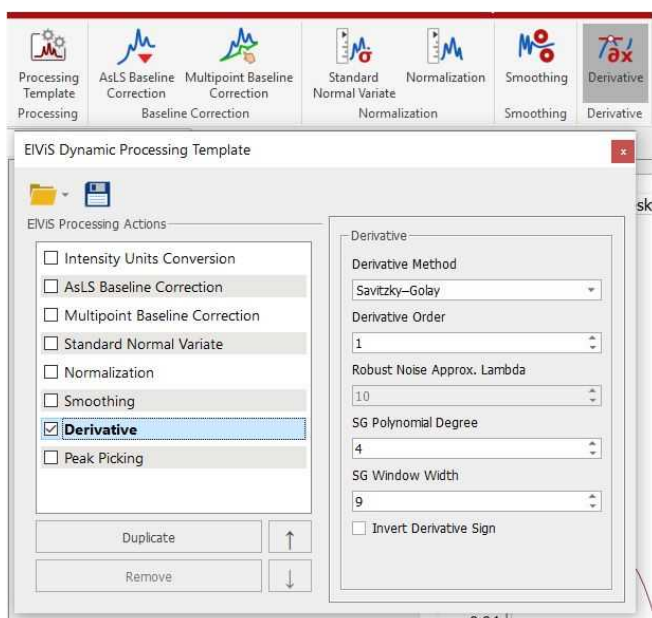 Processing Template
AsLS Baseline Correction
Multipoint Baseline Correction
Standard Normal Variate
Normalization
Smoothing
Derivative
Processing
Baseline Correction
Normalization
Smoothing
Derivative
ElViS Dynamic Processing Template
x
sk
ElViS Processing Actions
Intensity Units Conversion
AsLS Baseline Correction
Multipoint Baseline Correction
Standard Normal Variate
Normalization
Smoothing
Derivative
Peak Picking
Duplicate
Remove
Derivative
Derivative Method
Savitzky–Golay
Derivative Order
1
Robust Noise Approx. Lambda
10
SG Polynomial Degree
4
SG Window Width
9
Invert Derivative Sign